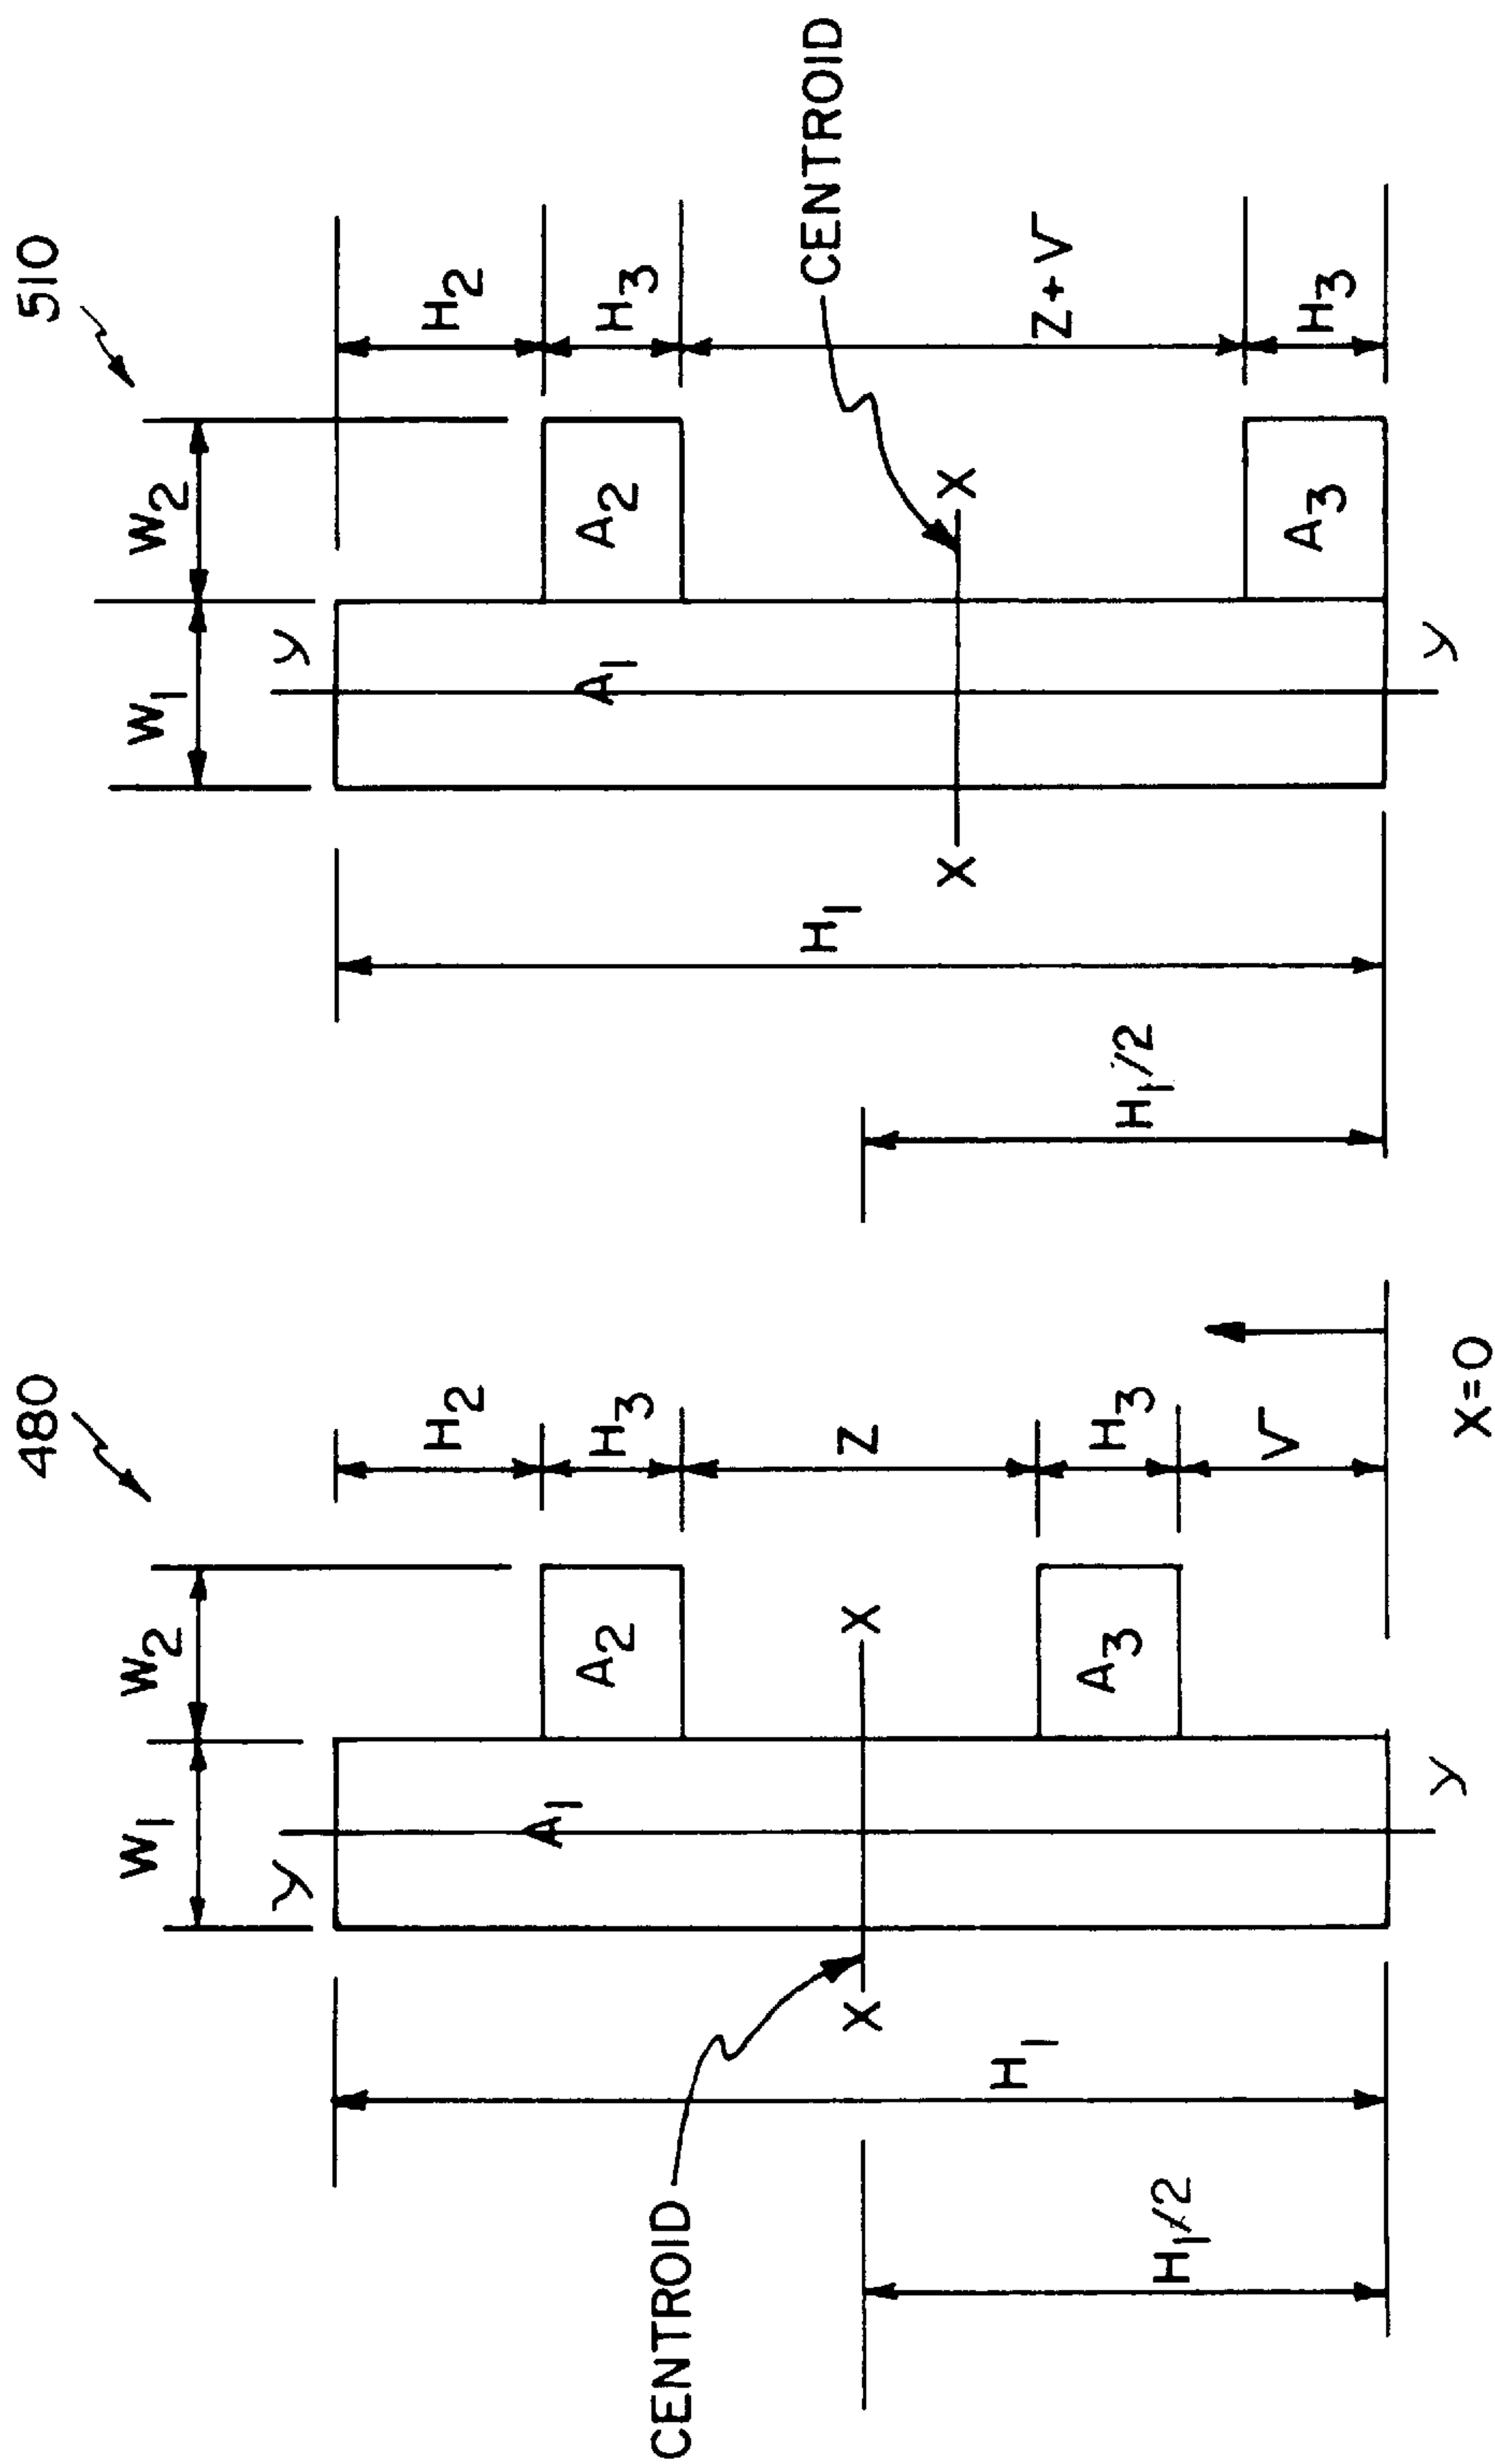 480
W1
W2
y
H2
A1
A2
H3
CENTROID
X
X
Z
H1
A3
H3
H1/2
V
y
X=0
510
W1
W2
y
H2
A1
A2
H3
CENTROID
H1
X
X
Z+V
H1/2
A3
H3
y